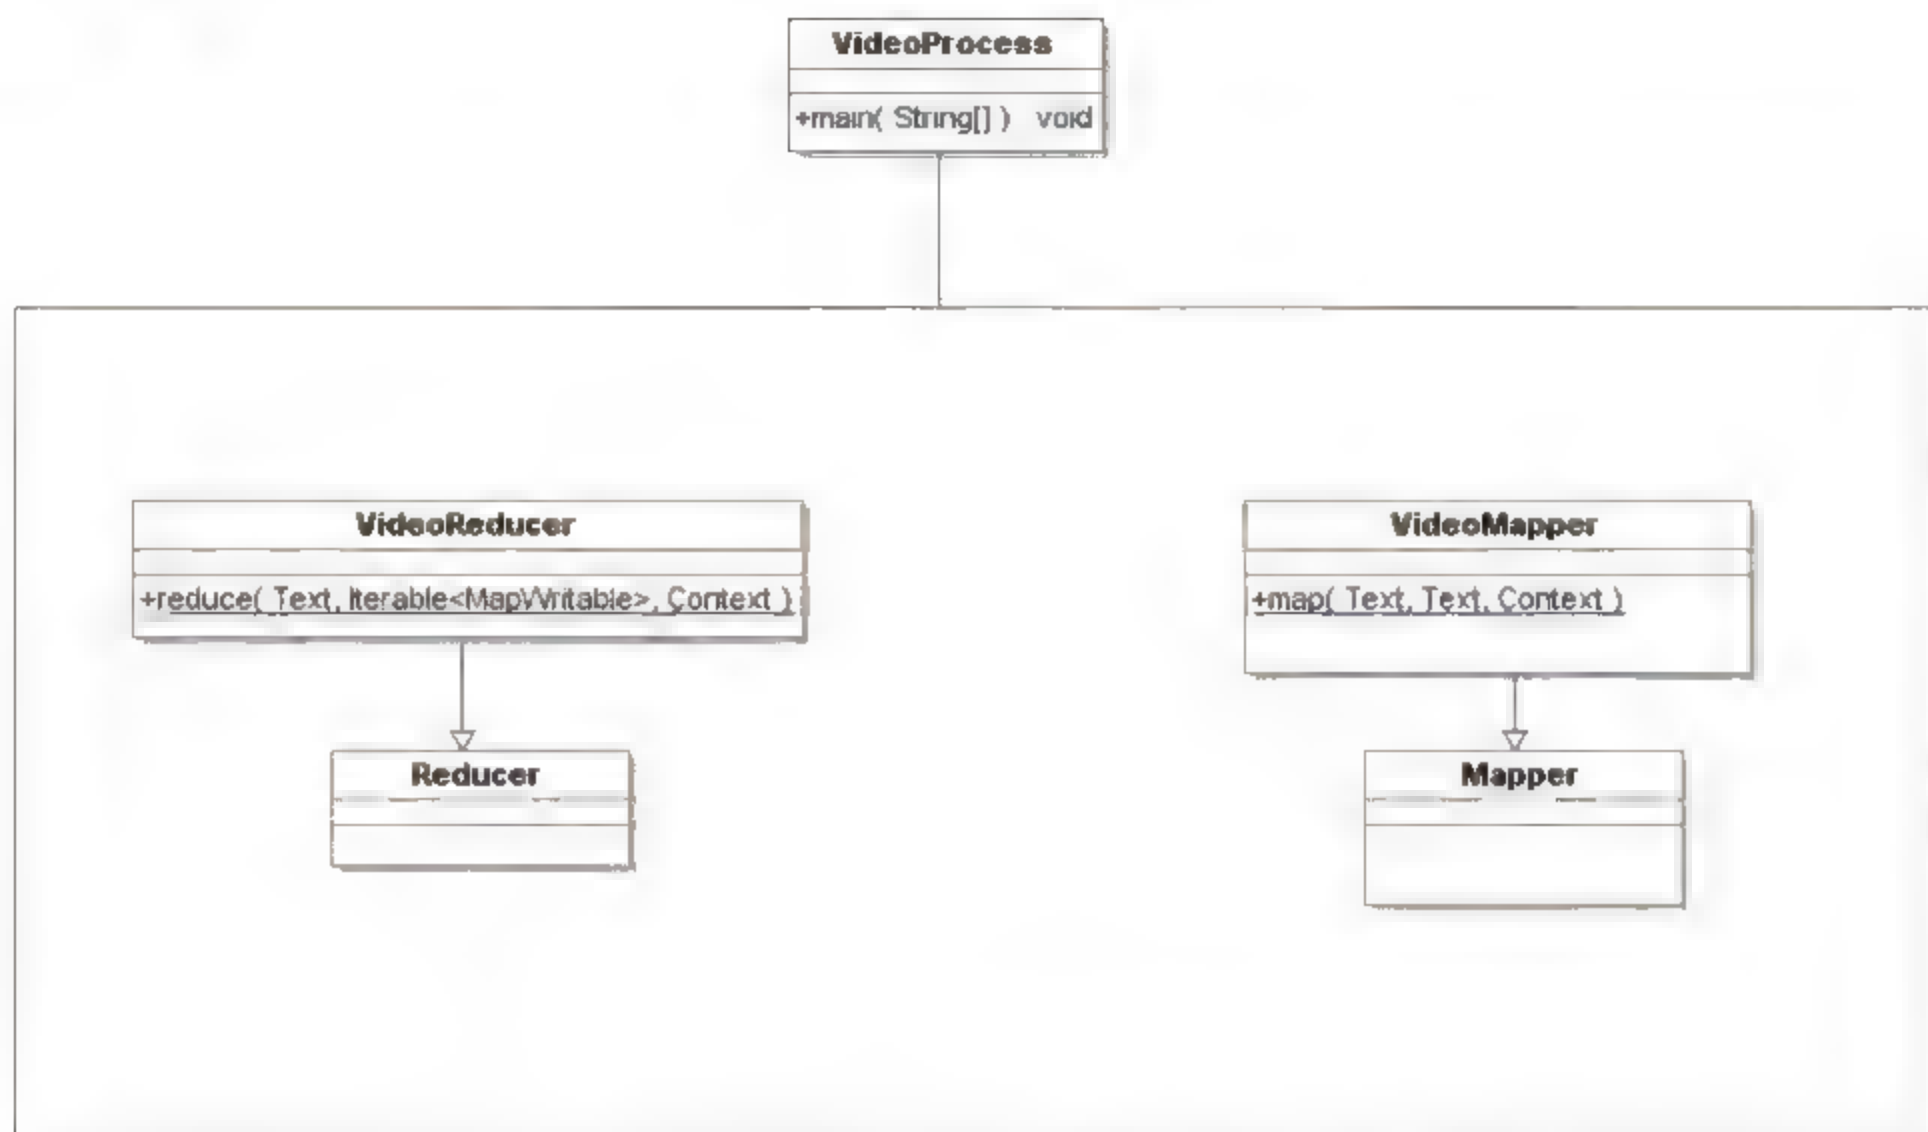 VideoProcess
+main( String[] ) void
VideoReducer
+reduce( Text, Iterable<MapWritable>, Context )
VideoMapper
+map( Text, Text, Context )
Reducer
Mapper